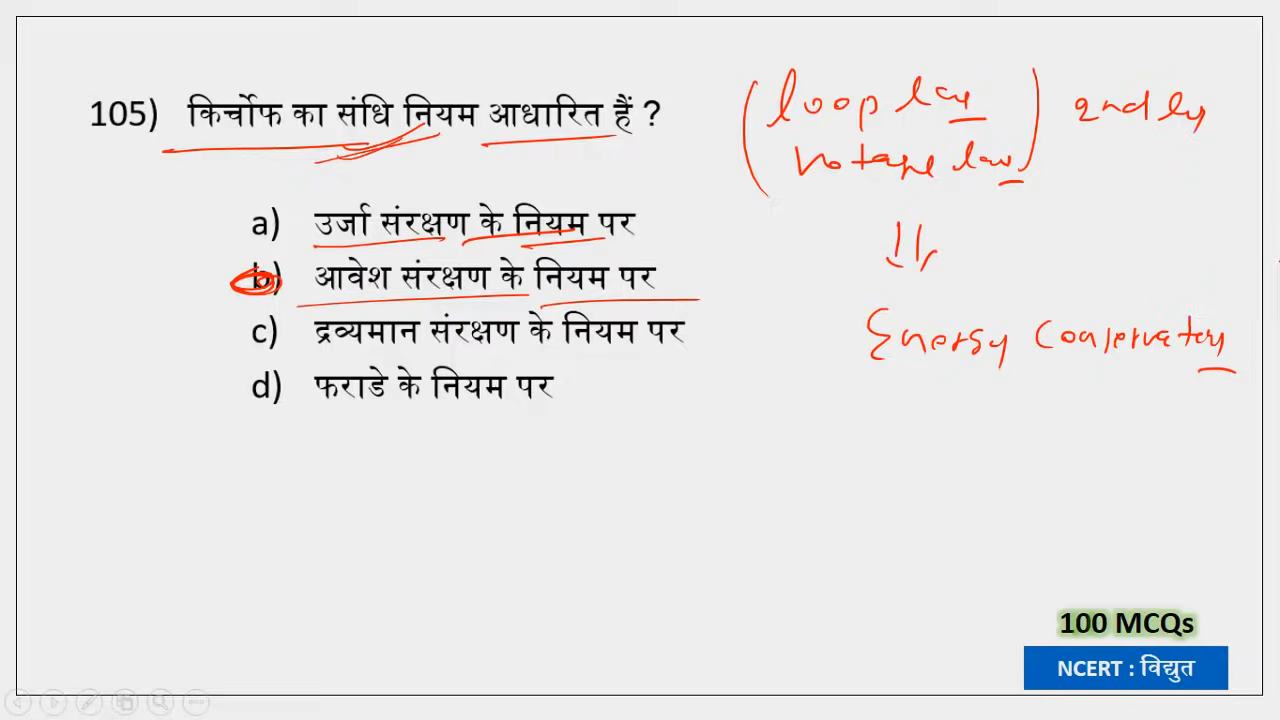 105) किर्चोफ का संधि नियम आधारित हैं ?
a) उर्जा संरक्षण के नियम पर
b) आवेश संरक्षण के नियम पर
c) द्रव्यमान संरक्षण के नियम पर
d) फराडे के नियम पर
loop law
law
Energy
100 MCQs
NCERT : विद्युत